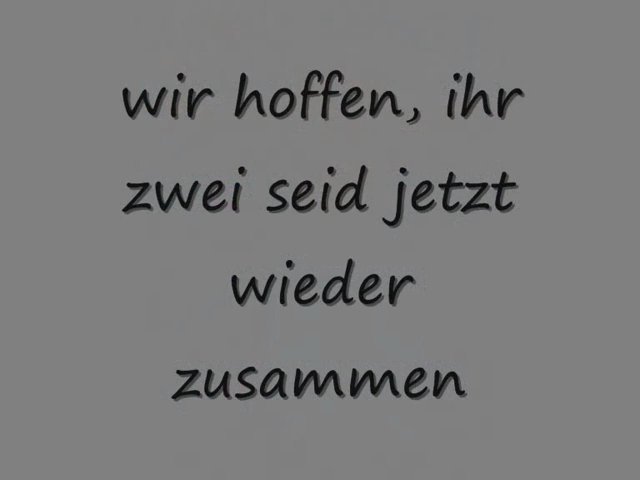 wir hoffen, ihr
zwei seid jetzt
wieder
zusammen